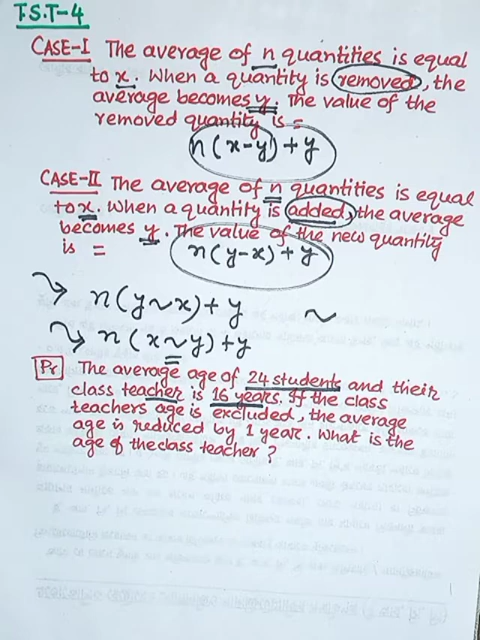 T.S.T-4
CASE-I The average of n quantities is equal
to x. When a quantity is removed, the
average becomes y. The value of the
removed quantity is =
n(x-y)+y
CASE-II The average of n quantities is equal
to x. When a quantity is added, the average
becomes y. The value of the new quantity
is = n(y-x)+y
n(y~x)+y ~
n(x~y)+y
Pr The average age of 24 students and their
class teacher is 16 years. If the class
teachers age is excluded, the average
age is reduced by 1 year. What is the
age of the class teacher?